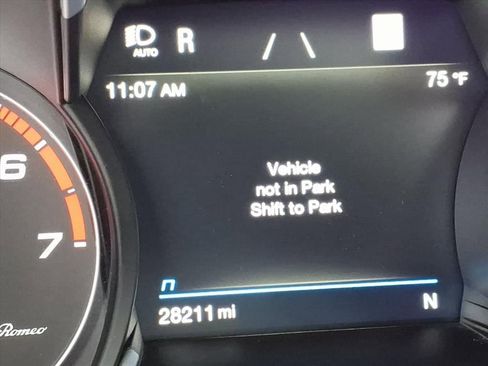 AUTO
R
11:07 AM
75 °F
6
Vehicle
not in Park
Shift to Park
7
n
28211 mi
N
Romeo